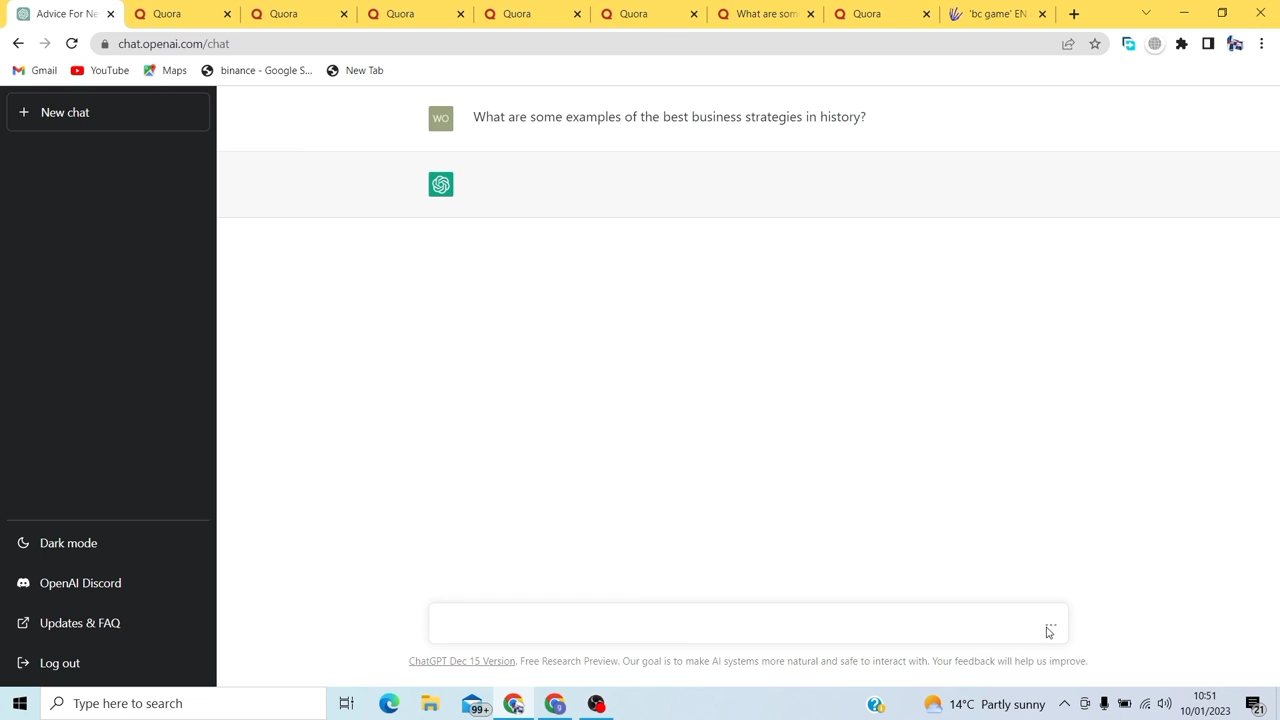 Advice For Ne
Quora
Quora
Quora
Quora
Quora
What are som
Quora
'bc game' EN
chat.openai.com/chat
Gmail
YouTube
Maps
binance - Google S...
New Tab
New chat
WO
What are some examples of the best business strategies in history?
Dark mode
OpenAI Discord
Updates & FAQ
Log out
ChatGPT Dec 15 Version. Free Research Preview. Our goal is to make AI systems more natural and safe to interact with. Your feedback will help us improve.
Type here to search
99+
14°C Partly sunny
10:51
10/01/2023
21